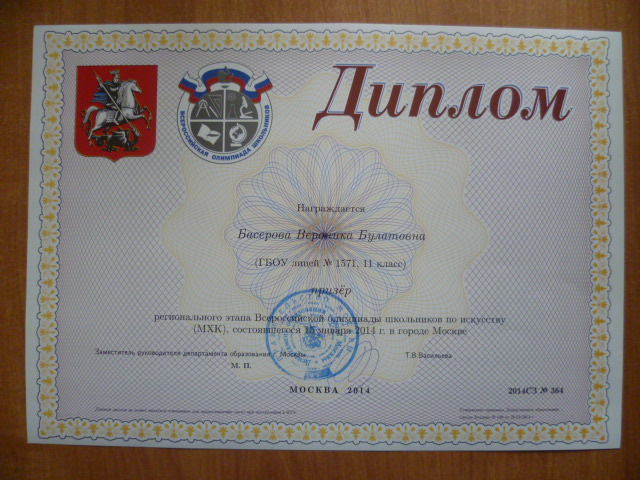 Диплом
ВСЕРОССИЙСКАЯ ОЛИМПИАДА ШКОЛЬНИКОВ
Награждается
Басерова Вероника Булатовна
(ГБОУ лицей № 1571, 11 класс)
призёр
регионального этапа Всероссийской олимпиады школьников по искусству
(МХК), состоявшегося 15 января 2014 г. в городе Москве
Заместитель руководителя департамента образования г. Москвы Т.В.Васильева
М. П.
МОСКВА 2014
2014СЗ № 364